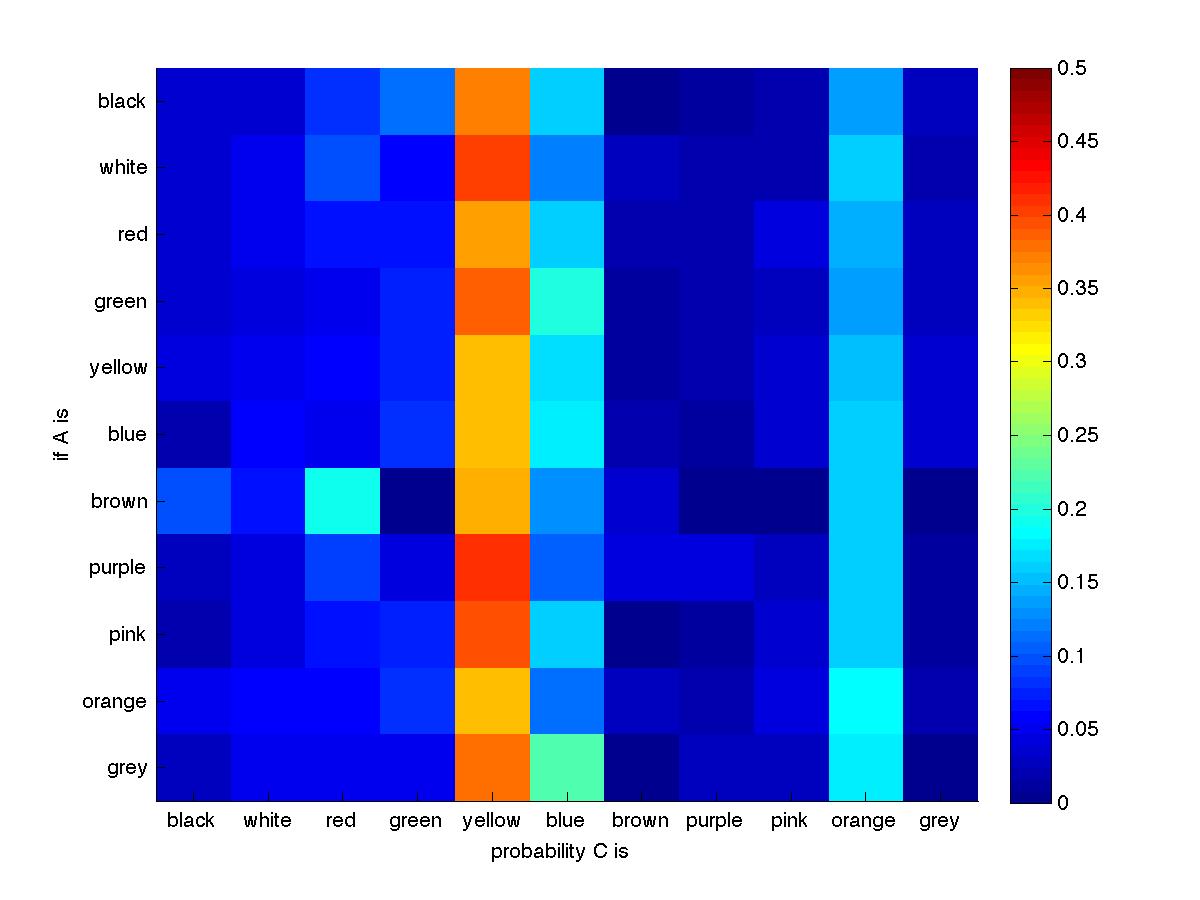 black
white
red
green
yellow
blue
brown
purple
pink
orange
grey
if A is
black white red green yellow blue brown purple pink orange grey
probability C is
0.5
0.45
0.4
0.35
0.3
0.25
0.2
0.15
0.1
0.05
0